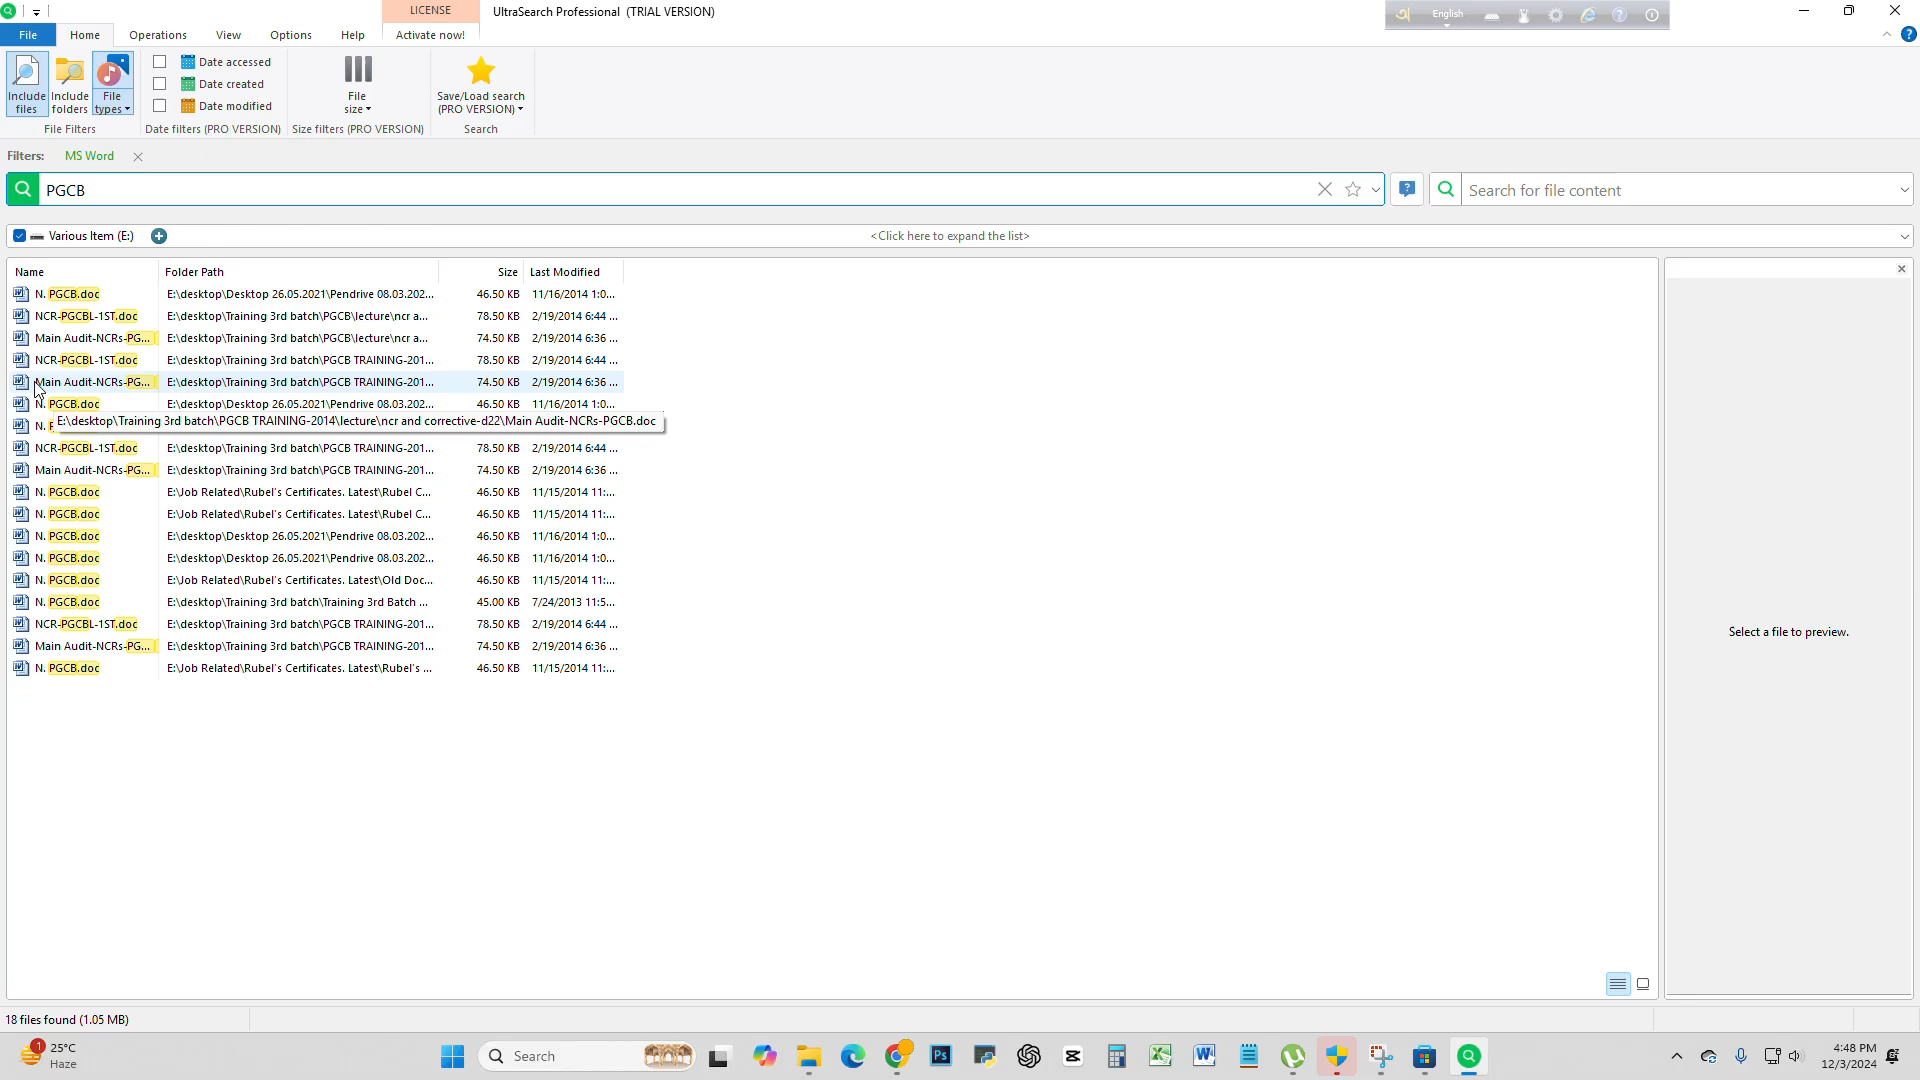 LICENSE
UltraSearch Professional (TRIAL VERSION)
English
File Home Operations View Options Help Activate now!
Include files
Include folders
File types
File Filters
Date accessed
Date created
Date modified
Date filters (PRO VERSION)
File size
Size filters (PRO VERSION)
Save/Load search (PRO VERSION)
Search
Filters: MS Word
PGCB
Search for file content
Various Item (E:)
<Click here to expand the list>
Name Folder Path Size Last Modified
N. PGCB.doc E:\desktop\Desktop 26.05.2021\Pendrive 08.03.202... 46.50 KB 11/16/2014 1:0...
NCR-PGCBL-1ST.doc E:\desktop\Training 3rd batch\PGCB\lecture\ncr a... 78.50 KB 2/19/2014 6:44 ...
Main Audit-NCRs-PG... E:\desktop\Training 3rd batch\PGCB\lecture\ncr a... 74.50 KB 2/19/2014 6:36 ...
NCR-PGCBL-1ST.doc E:\desktop\Training 3rd batch\PGCB TRAINING-201... 78.50 KB 2/19/2014 6:44 ...
Main Audit-NCRs-PG... E:\desktop\Training 3rd batch\PGCB TRAINING-201... 74.50 KB 2/19/2014 6:36 ...
N. PGCB.doc E:\desktop\Desktop 26.05.2021\Pendrive 08.03.202... 46.50 KB 11/16/2014 1:0...
N.
E:\desktop\Training 3rd batch\PGCB TRAINING-2014\lecture\ncr and corrective-d22\Main Audit-NCRs-PGCB.doc
NCR-PGCBL-1ST.doc E:\desktop\Training 3rd batch\PGCB TRAINING-201... 78.50 KB 2/19/2014 6:44 ...
Main Audit-NCRs-PG... E:\desktop\Training 3rd batch\PGCB TRAINING-201... 74.50 KB 2/19/2014 6:36 ...
N. PGCB.doc E:\Job Related\Rubel's Certificates. Latest\Rubel C... 46.50 KB 11/15/2014 11:...
N. PGCB.doc E:\Job Related\Rubel's Certificates. Latest\Rubel C... 46.50 KB 11/15/2014 11:...
N. PGCB.doc E:\desktop\Desktop 26.05.2021\Pendrive 08.03.202... 46.50 KB 11/16/2014 1:0...
N. PGCB.doc E:\desktop\Desktop 26.05.2021\Pendrive 08.03.202... 46.50 KB 11/16/2014 1:0...
N. PGCB.doc E:\Job Related\Rubel's Certificates. Latest\Old Doc... 46.50 KB 11/15/2014 11:...
N. PGCB.doc E:\desktop\Training 3rd batch\Training 3rd Batch ... 45.00 KB 7/24/2013 11:5...
NCR-PGCBL-1ST.doc E:\desktop\Training 3rd batch\PGCB TRAINING-201... 78.50 KB 2/19/2014 6:44 ...
Main Audit-NCRs-PG... E:\desktop\Training 3rd batch\PGCB TRAINING-201... 74.50 KB 2/19/2014 6:36 ...
N. PGCB.doc E:\Job Related\Rubel's Certificates. Latest\Rubel's ... 46.50 KB 11/15/2014 11:...
Select a file to preview.
18 files found (1.05 MB)
1
25°C
Haze
Search
Ps
4:48 PM
12/3/2024